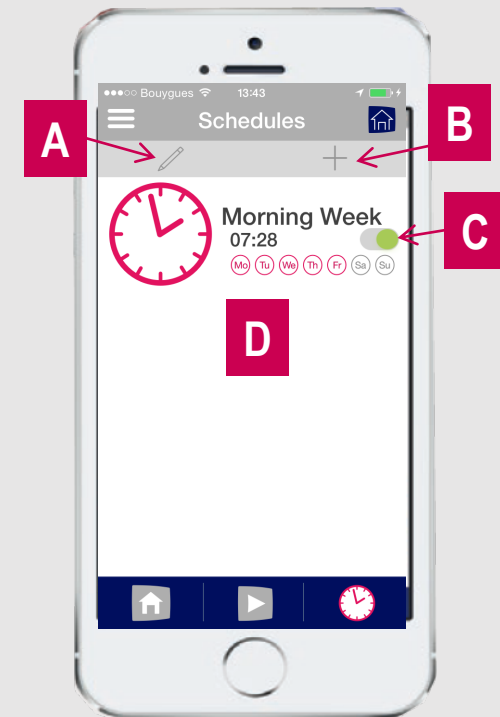 Bouygues 13:43
Schedules
A
B
Morning Week
07:28
C
Mo Tu We Th Fr Sa Su
D